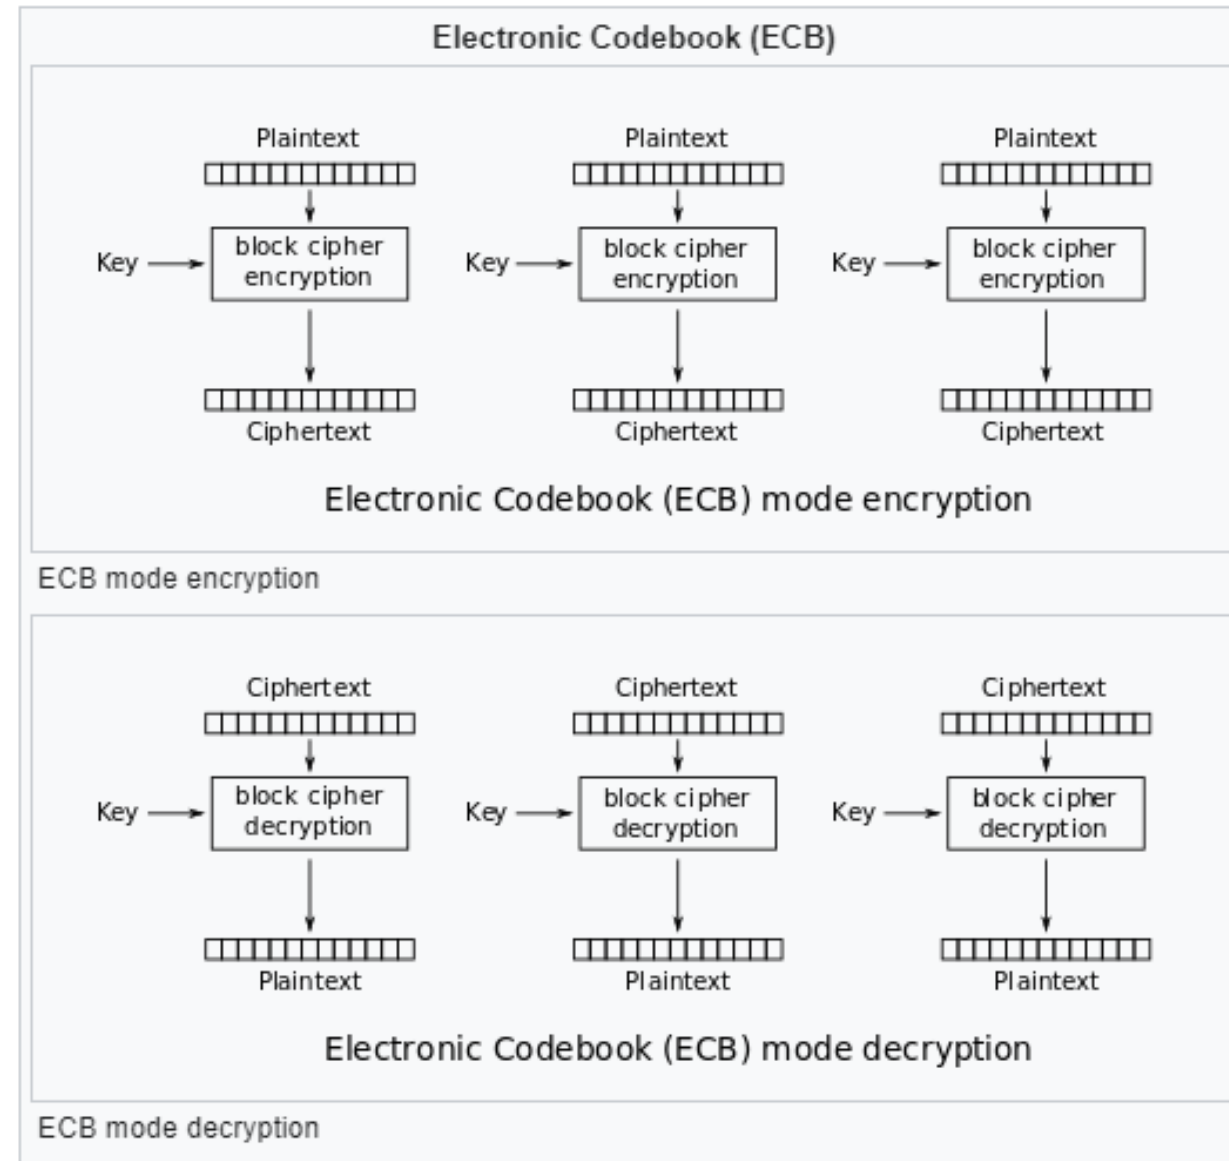 Electronic Codebook (ECB)
Plaintext Plaintext Plaintext
Key block cipher encryption Key block cipher encryption Key block cipher encryption
Ciphertext Ciphertext Ciphertext
Electronic Codebook (ECB) mode encryption
ECB mode encryption
Ciphertext Ciphertext Ciphertext
Key block cipher decryption Key block cipher decryption Key block cipher decryption
Plaintext Plaintext Plaintext
Electronic Codebook (ECB) mode decryption
ECB mode decryption